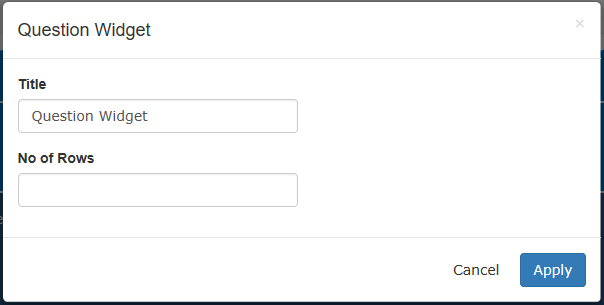 Question Widget
×
Title
Question Widget
No of Rows
Cancel
Apply